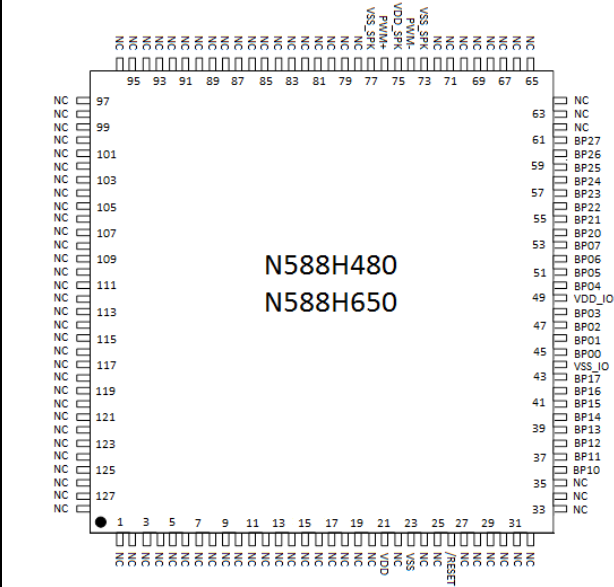 NC NC NC NC NC NC NC NC NC NC NC NC NC NC NC NC NC NC NC VSS_SPK PWM+ VDD_SPK PWM- VSS_SPK NC NC NC NC NC NC NC NC
95 93 91 89 87 85 83 81 79 77 75 73 71 69 67 65
NC 97 NC
NC 63 NC
NC 99 NC
NC 61 BP27
NC 101 BP26
NC 59 BP25
NC 103 BP24
NC 57 BP23
NC 105 BP22
NC 55 BP21
NC 107 BP20
NC 53 BP07
NC 109 BP06
NC 51 BP05
NC 111 BP04
NC 49 VDD_IO
NC 113 BP03
NC 47 BP02
NC 115 BP01
NC 45 BP00
NC 117 VSS_IO
NC 43 BP17
NC 119 BP16
NC 41 BP15
NC 121 BP14
NC 39 BP13
NC 123 BP12
NC 37 BP11
NC 125 BP10
NC 35 NC
NC 127 NC
NC 33 NC
N588H480
N588H650
1 3 5 7 9 11 13 15 17 19 21 23 25 27 29 31
NC NC NC NC NC NC NC NC NC NC NC NC NC NC NC NC NC NC NC NC VDD NC VSS NC NC /RESET NC NC NC NC NC NC